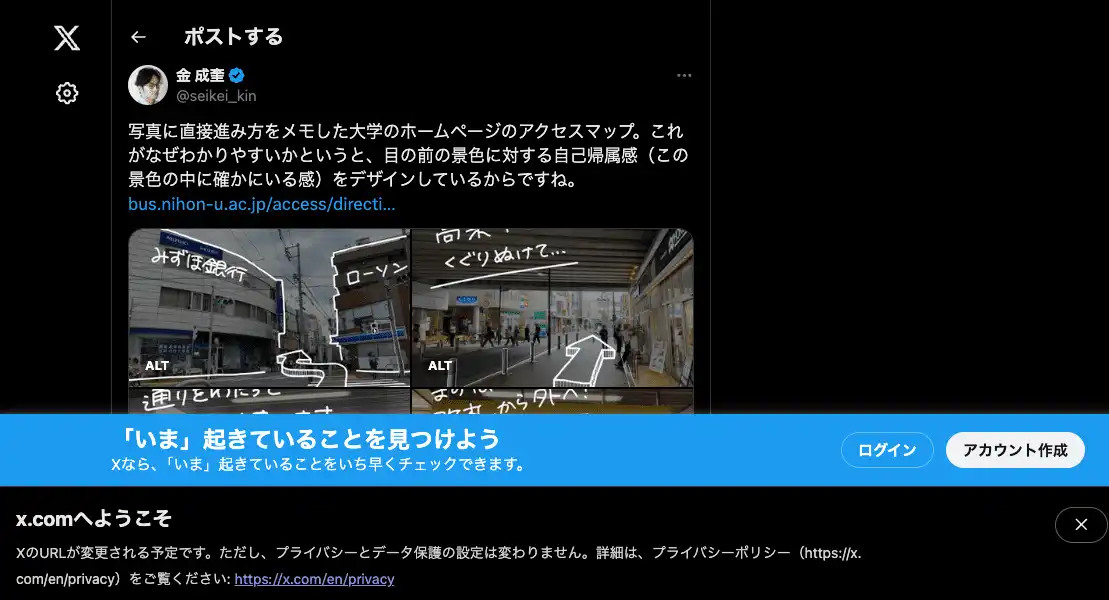 ポストする
金 成奎
@seikei_kin
写真に直接進み方をメモした大学のホームページのアクセスマップ。これ
がなぜわかりやすいかというと、目の前の景色に対する自己帰属感（この
景色の中に確かにいる感）をデザインしているからですね。
bus.nihon-u.ac.jp/access/directi…
みずほ銀行
ローソン
ALT
くぐりぬけて...
ALT
通りをわたって
から外へ!
「いま」起きていることを見つけよう
Xなら、「いま」起きていることをいち早くチェックできます。
ログイン
アカウント作成
x.comへようこそ
XのURLが変更される予定です。ただし、プライバシーとデータ保護の設定は変わりません。詳細は、プライバシーポリシー（https://x.
com/en/privacy）をご覧ください: https://x.com/en/privacy